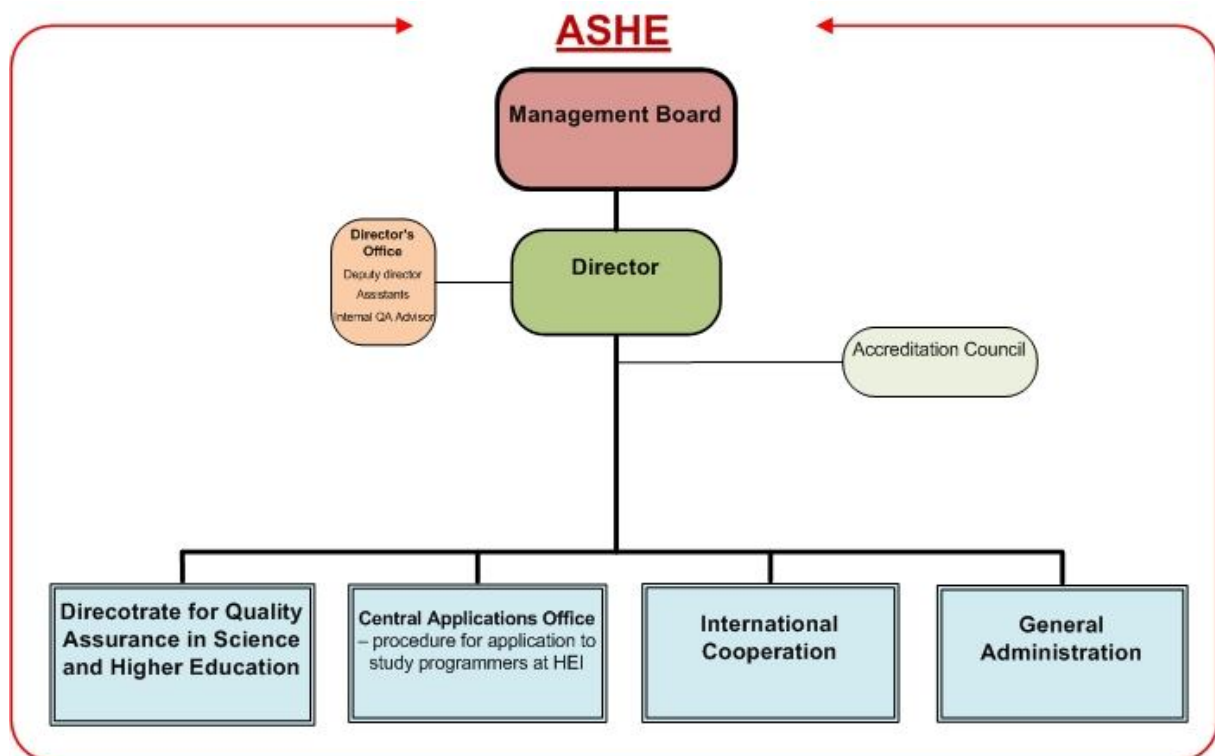 ASHE
Management Board
Director's
Office
Deputy director
Assistants
Internal QA Advisor
Director
Accreditation Council
Direcotrate for Quality
Assurance in Science
and Higher Education
Central Applications Office
– procedure for application to
study programmers at HEI
International
Cooperation
General
Administration